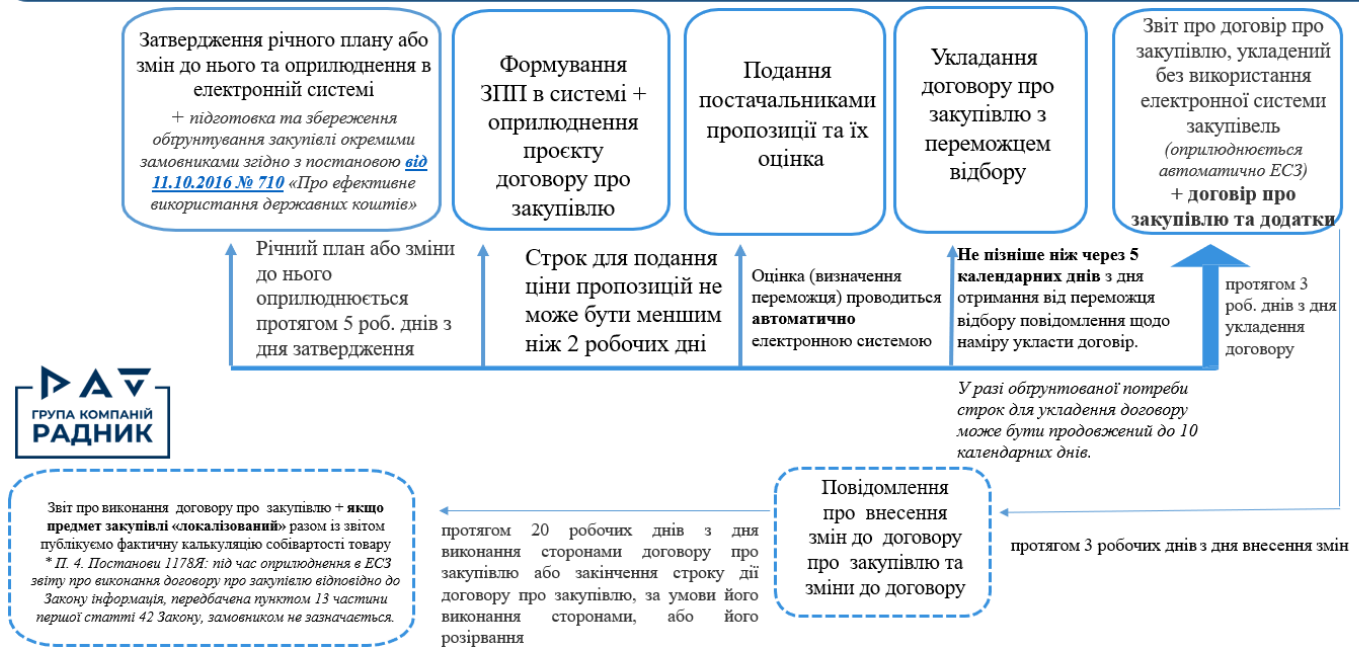 Затвердження річного плану або
змін до нього та оприлюднення в
електронній системі
+ підготовка та збереження
обґрунтування закупівлі окремими
замовниками згідно з постановою від
11.10.2016 № 710 «Про ефективне
використання державних коштів»
Формування
ЗПП в системі +
оприлюднення
проєкту
договору про
закупівлю
Подання
постачальниками
пропозиції та їх
оцінка
Укладання
договору про
закупівлю з
переможцем
відбору
Звіт про договір про
закупівлю, укладений
без використання
електронної системи
закупівель
(оприлюднюється
автоматично ЕСЗ)
+ договір про
закупівлю та додатки
Річний план або зміни
до нього
оприлюднюється
протягом 5 роб. днів з
дня затвердження
Строк для подання
ціни пропозицій не
може бути меншим
ніж 2 робочих дні
Оцінка (визначення
переможця) проводиться
автоматично
електронною системою
Не пізніше ніж через 5
календарних днів з дня
отримання від переможця
відбору повідомлення щодо
наміру укласти договір.
протягом 3
роб. днів з дня
укладення
договору
У разі обґрунтованої потреби
строк для укладення договору
може бути продовжений до 10
календарних днів.
РАДУ
ГРУПА КОМПАНІЙ
РАДНИК
Звіт про виконання договору про закупівлю + якщо
предмет закупівлі «локалізований» разом із звітом
публікуємо фактичну калькуляцію собівартості товару
* П. 4. Постанови 1178Я: під час оприлюднення в ЕСЗ
звіту про виконання договору про закупівлю відповідно до
Закону інформація, передбачена пунктом 13 частини
першої статті 42 Закону, замовником не зазначається.
протягом 20 робочих днів з дня
виконання сторонами договору про
закупівлю або закінчення строку дії
договору про закупівлю, за умови його
виконання сторонами, або його
розірвання
Повідомлення
про внесення
змін до договору
про закупівлю та
зміни до договору
протягом 3 робочих днів з дня внесення змін